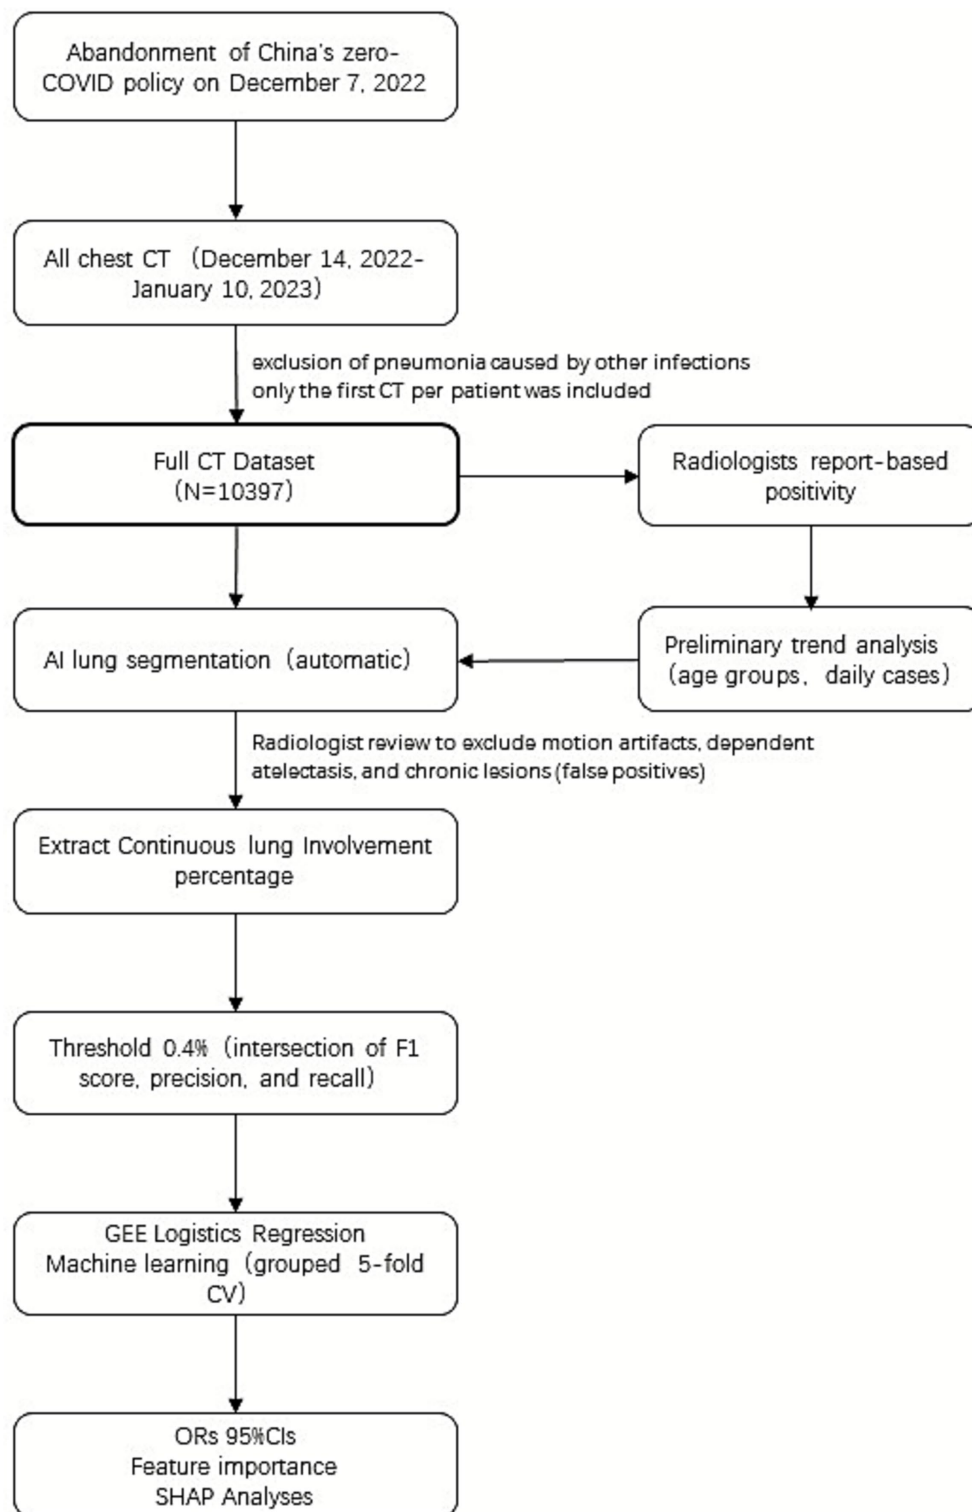 Abandonment of China's zero-
COVID policy on December 7, 2022
All chest CT （December 14, 2022-
January 10, 2023）
exclusion of pneumonia caused by other infections
only the first CT per patient was included
Full CT Dataset
（N=10397）
Radiologists report-based
positivity
AI lung segmentation（automatic）
Preliminary trend analysis
（age groups，daily cases）
Radiologist review to exclude motion artifacts, dependent
atelectasis, and chronic lesions (false positives)
Extract Continuous lung Involvement
percentage
Threshold 0.4%（intersection of F1
score, precision, and recall）
GEE Logistics Regression
Machine learning（grouped 5-fold
CV）
ORs 95%CIs
Feature importance
SHAP Analyses